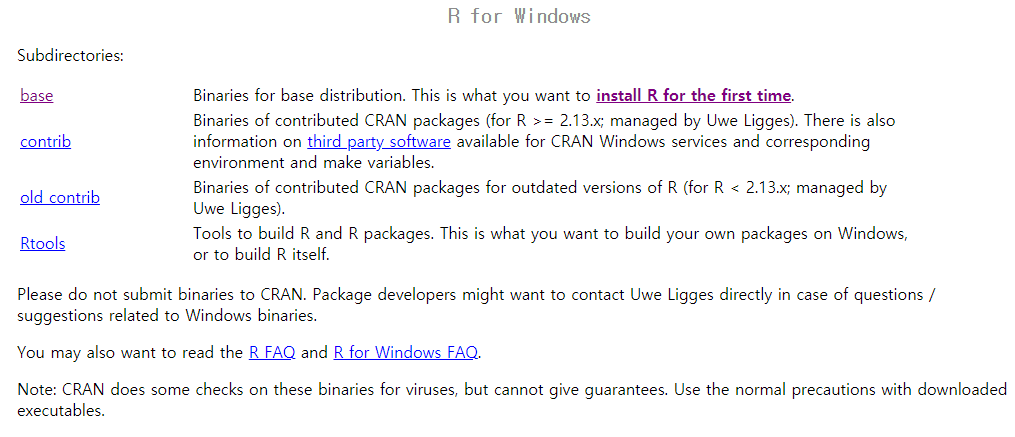 R for Windows
Subdirectories:
base Binaries for base distribution. This is what you want to install R for the first time.
Binaries of contributed CRAN packages (for R >= 2.13.x; managed by Uwe Ligges). There is also
contrib information on third party software available for CRAN Windows services and corresponding
environment and make variables.
old contrib Binaries of contributed CRAN packages for outdated versions of R (for R < 2.13.x; managed by
Uwe Ligges).
Rtools Tools to build R and R packages. This is what you want to build your own packages on Windows,
or to build R itself.
Please do not submit binaries to CRAN. Package developers might want to contact Uwe Ligges directly in case of questions /
suggestions related to Windows binaries.
You may also want to read the R FAQ and R for Windows FAQ.
Note: CRAN does some checks on these binaries for viruses, but cannot give guarantees. Use the normal precautions with downloaded
executables.